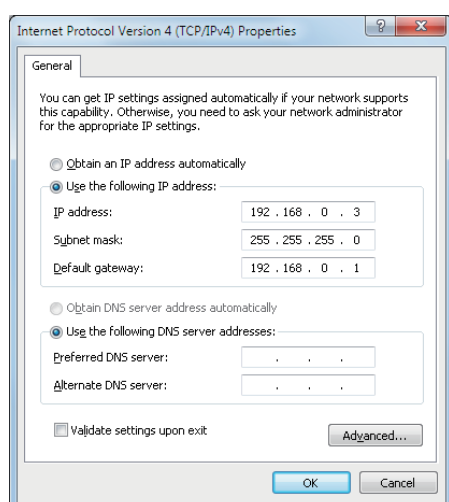 Internet Protocol Version 4 (TCP/IPv4) Properties
General
You can get IP settings assigned automatically if your network supports
this capability. Otherwise, you need to ask your network administrator
for the appropriate IP settings.
Obtain an IP address automatically
Use the following IP address:
IP address: 192 . 168 . 0 . 3
Subnet mask: 255 . 255 . 255 . 0
Default gateway: 192 . 168 . 0 . 1
Obtain DNS server address automatically
Use the following DNS server addresses:
Preferred DNS server: . . .
Alternate DNS server: . . .
Validate settings upon exit
Advanced...
OK Cancel